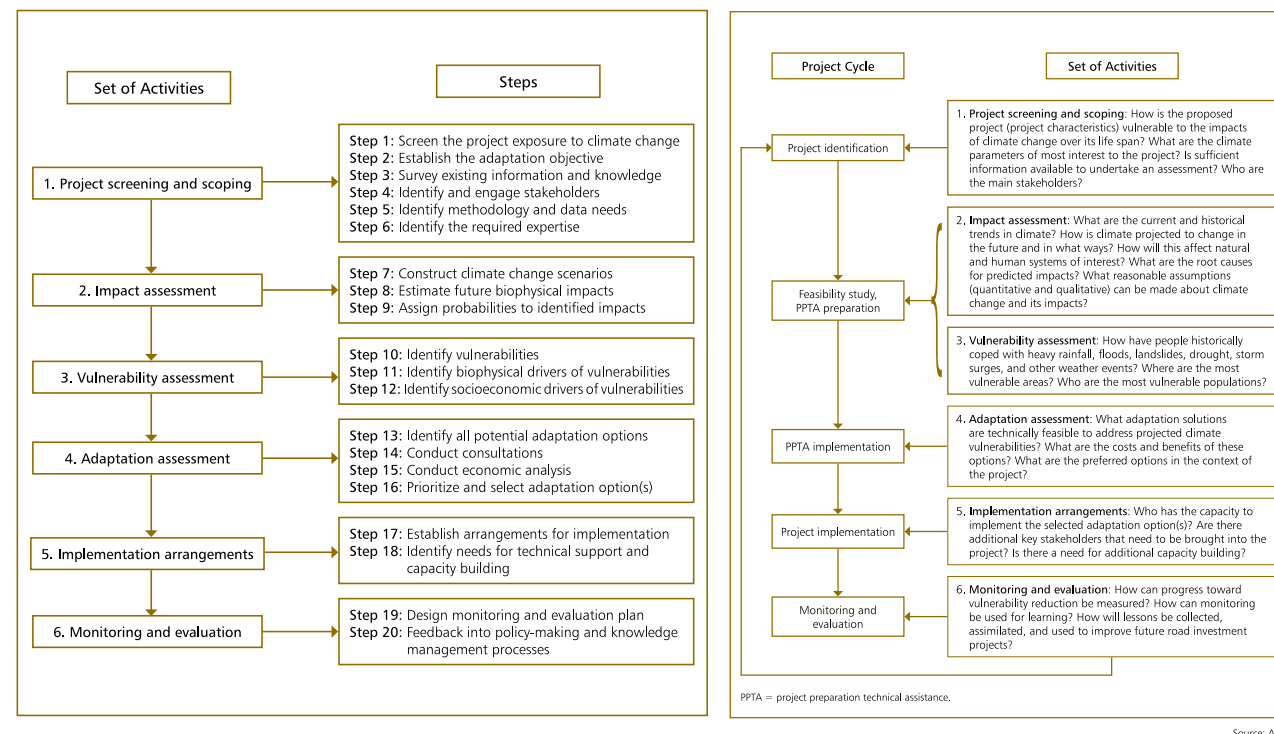 Set of Activities
Steps
1. Project screening and scoping
Step 1: Screen the project exposure to climate change
Step 2: Establish the adaptation objective
Step 3: Survey existing information and knowledge
Step 4: Identify and engage stakeholders
Step 5: Identify methodology and data needs
Step 6: Identify the required expertise
2. Impact assessment
Step 7: Construct climate change scenarios
Step 8: Estimate future biophysical impacts
Step 9: Assign probabilities to identified impacts
3. Vulnerability assessment
Step 10: Identify vulnerabilities
Step 11: Identify biophysical drivers of vulnerabilities
Step 12: Identify socioeconomic drivers of vulnerabilities
4. Adaptation assessment
Step 13: Identify all potential adaptation options
Step 14: Conduct consultations
Step 15: Conduct economic analysis
Step 16: Prioritize and select adaptation option(s)
5. Implementation arrangements
Step 17: Establish arrangements for implementation
Step 18: Identify needs for technical support and
capacity building
6. Monitoring and evaluation
Step 19: Design monitoring and evaluation plan
Step 20: Feedback into policy-making and knowledge
management processes
Project Cycle
Set of Activities
Project identification
1. Project screening and scoping: How is the proposed
project (project characteristics) vulnerable to the impacts
of climate change over its life span? What are the climate
parameters of most interest to the project? Is sufficient
information available to undertake an assessment? Who are
the main stakeholders?
Feasibility study,
PPTA preparation
2. Impact assessment: What are the current and historical
trends in climate? How is climate projected to change in
the future and in what ways? How will this affect natural
and human systems of interest? What are the root causes
for predicted impacts? What reasonable assumptions
(quantitative and qualitative) can be made about climate
change and its impacts?
3. Vulnerability assessment: How have people historically
coped with heavy rainfall, floods, landslides, drought, storm
surges, and other weather events? Where are the most
vulnerable areas? Who are the most vulnerable populations?
PPTA implementation
4. Adaptation assessment: What adaptation solutions
are technically feasible to address projected climate
vulnerabilities? What are the costs and benefits of these
options? What are the preferred options in the context of
the project?
Project implementation
5. Implementation arrangements: Who has the capacity to
implement the selected adaptation option(s)? Are there
additional key stakeholders that need to be brought into the
project? Is there a need for additional capacity building?
Monitoring and
evaluation
6. Monitoring and evaluation: How can progress toward
vulnerability reduction be measured? How can monitoring
be used for learning? How will lessons be collected,
assimilated, and used to improve future road investment
projects?
PPTA = project preparation technical assistance.
Source: